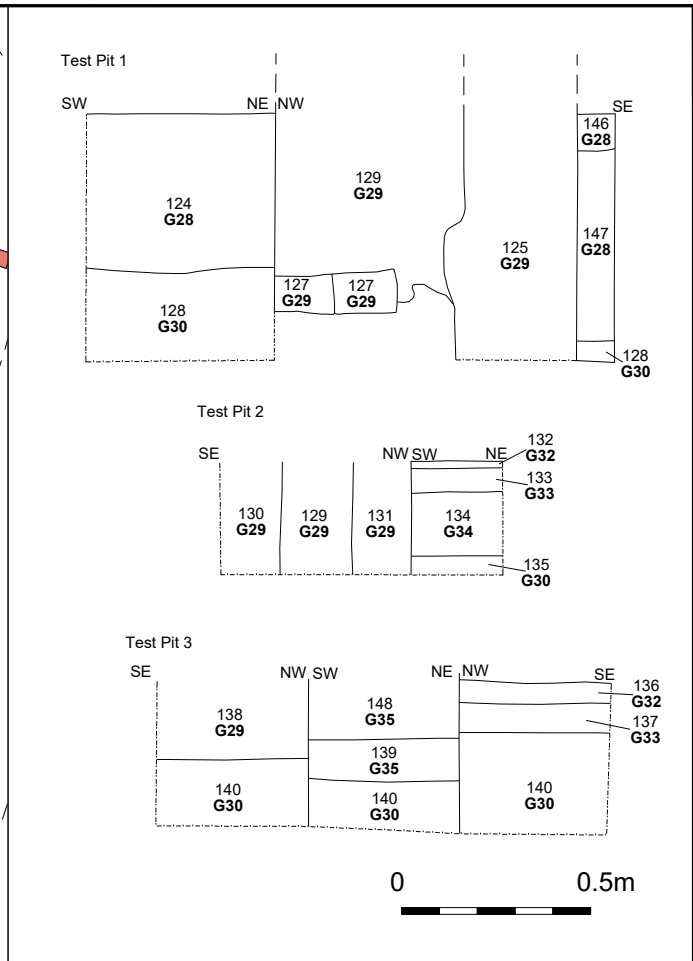 Test Pit 1
SW
NE NW
SE
146
G28
129
G29
124
G28
147
G28
125
G29
127
G29
127
G29
128
G30
128
G30
Test Pit 2
SE
NW SW
NE
132
G32
133
G33
130
G29
129
G29
131
G29
134
G34
135
G30
Test Pit 3
SE
NW SW
NE NW
SE
136
G32
138
G29
148
G35
137
G33
139
G35
140
G30
140
G30
140
G30
0
0.5m